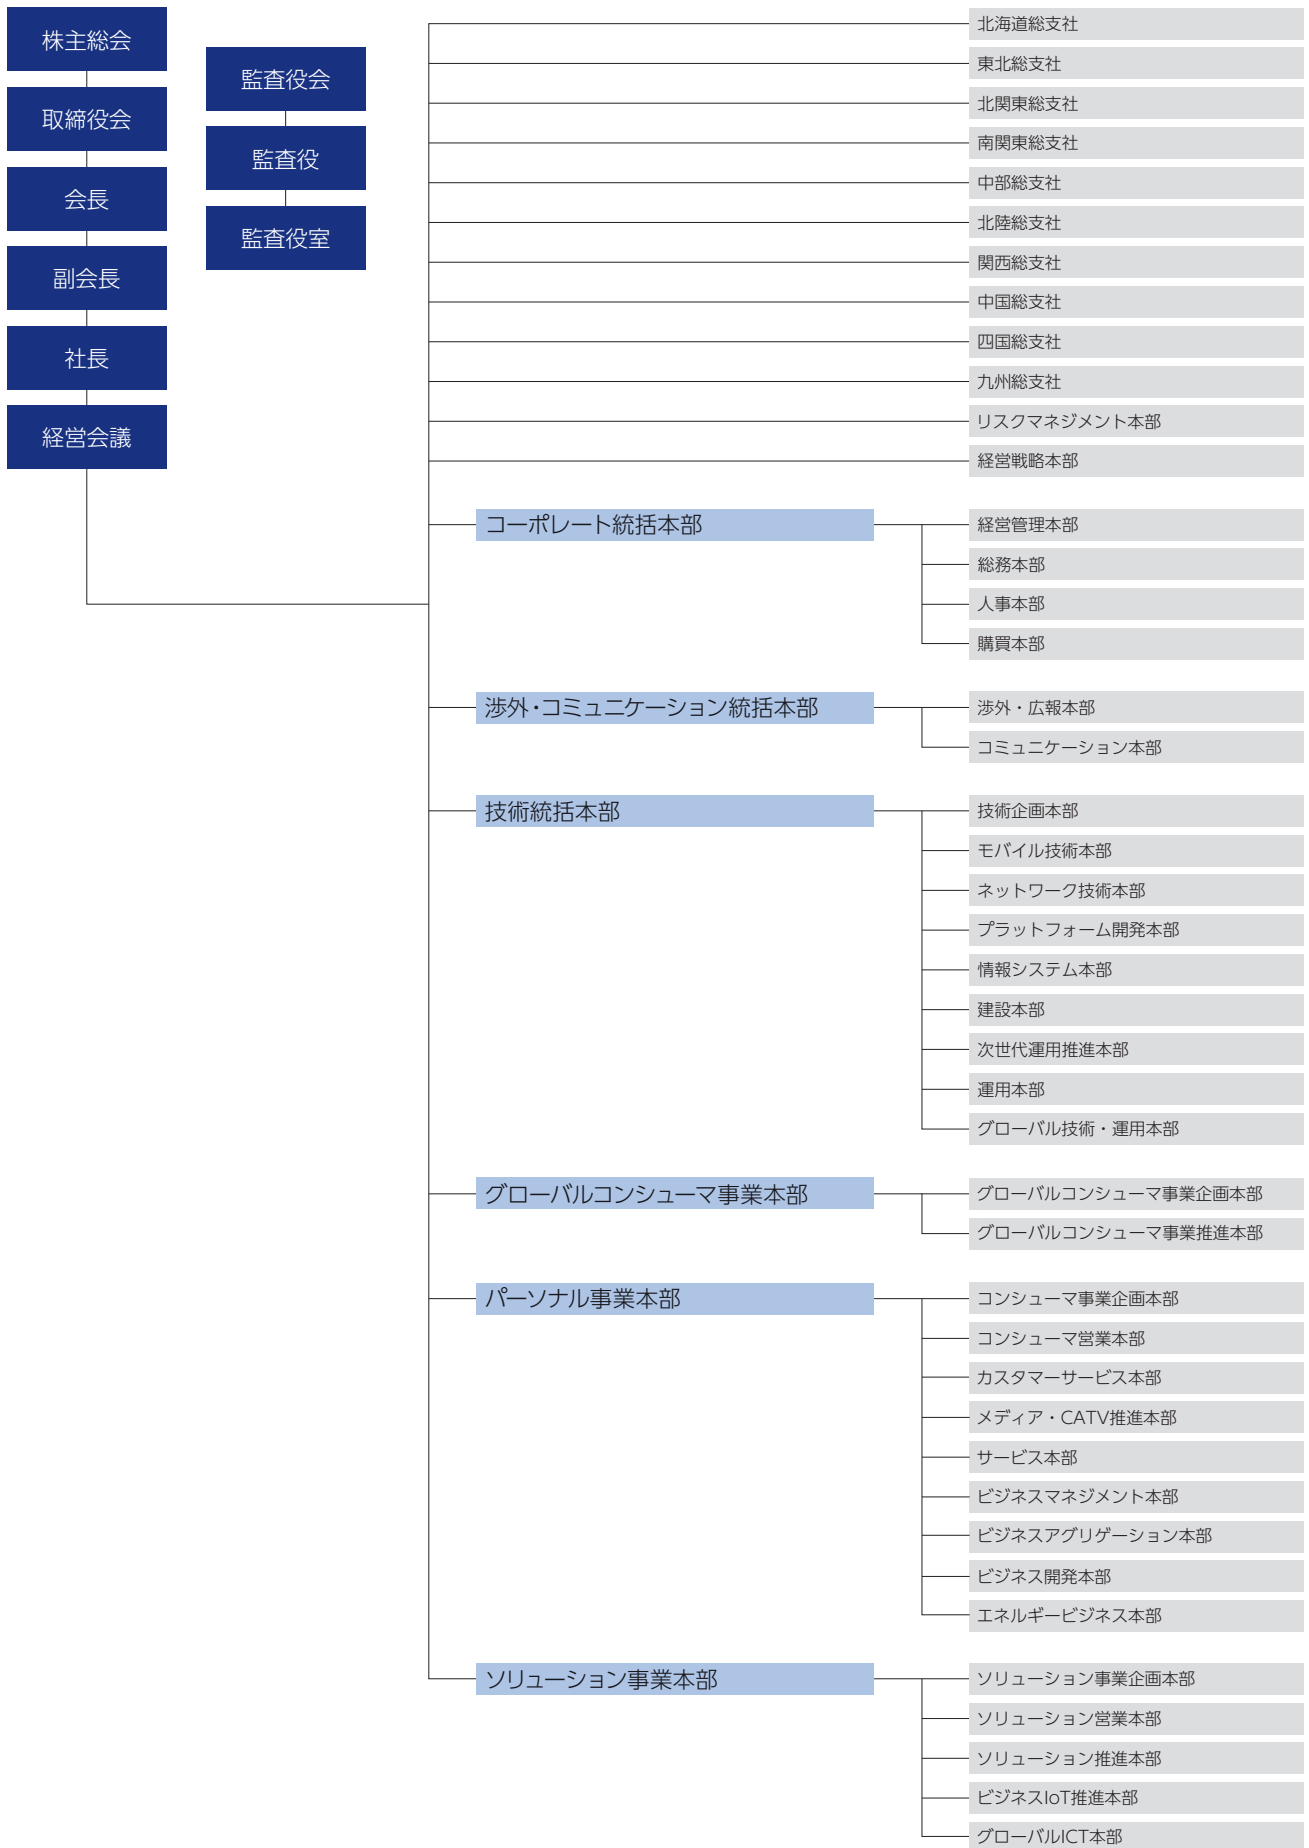 株主総会
取締役会
会長
副会長
社長
経営会議
監査役会
監査役
監査役室
北海道総支社
東北総支社
北関東総支社
南関東総支社
中部総支社
北陸総支社
関西総支社
中国総支社
四国総支社
九州総支社
リスクマネジメント本部
経営戦略本部
コーポレート統括本部
経営管理本部
総務本部
人事本部
購買本部
渉外・コミュニケーション統括本部
渉外・広報本部
コミュニケーション本部
技術統括本部
技術企画本部
モバイル技術本部
ネットワーク技術本部
プラットフォーム開発本部
情報システム本部
建設本部
次世代運用推進本部
運用本部
グローバル技術・運用本部
グローバルコンシューマ事業本部
グローバルコンシューマ事業企画本部
グローバルコンシューマ事業推進本部
パーソナル事業本部
コンシューマ事業企画本部
コンシューマ営業本部
カスタマーサービス本部
メディア・CATV推進本部
サービス本部
ビジネスマネジメント本部
ビジネスアグリゲーション本部
ビジネス開発本部
エネルギービジネス本部
ソリューション事業本部
ソリューション事業企画本部
ソリューション営業本部
ソリューション推進本部
ビジネスIoT推進本部
グローバルICT本部